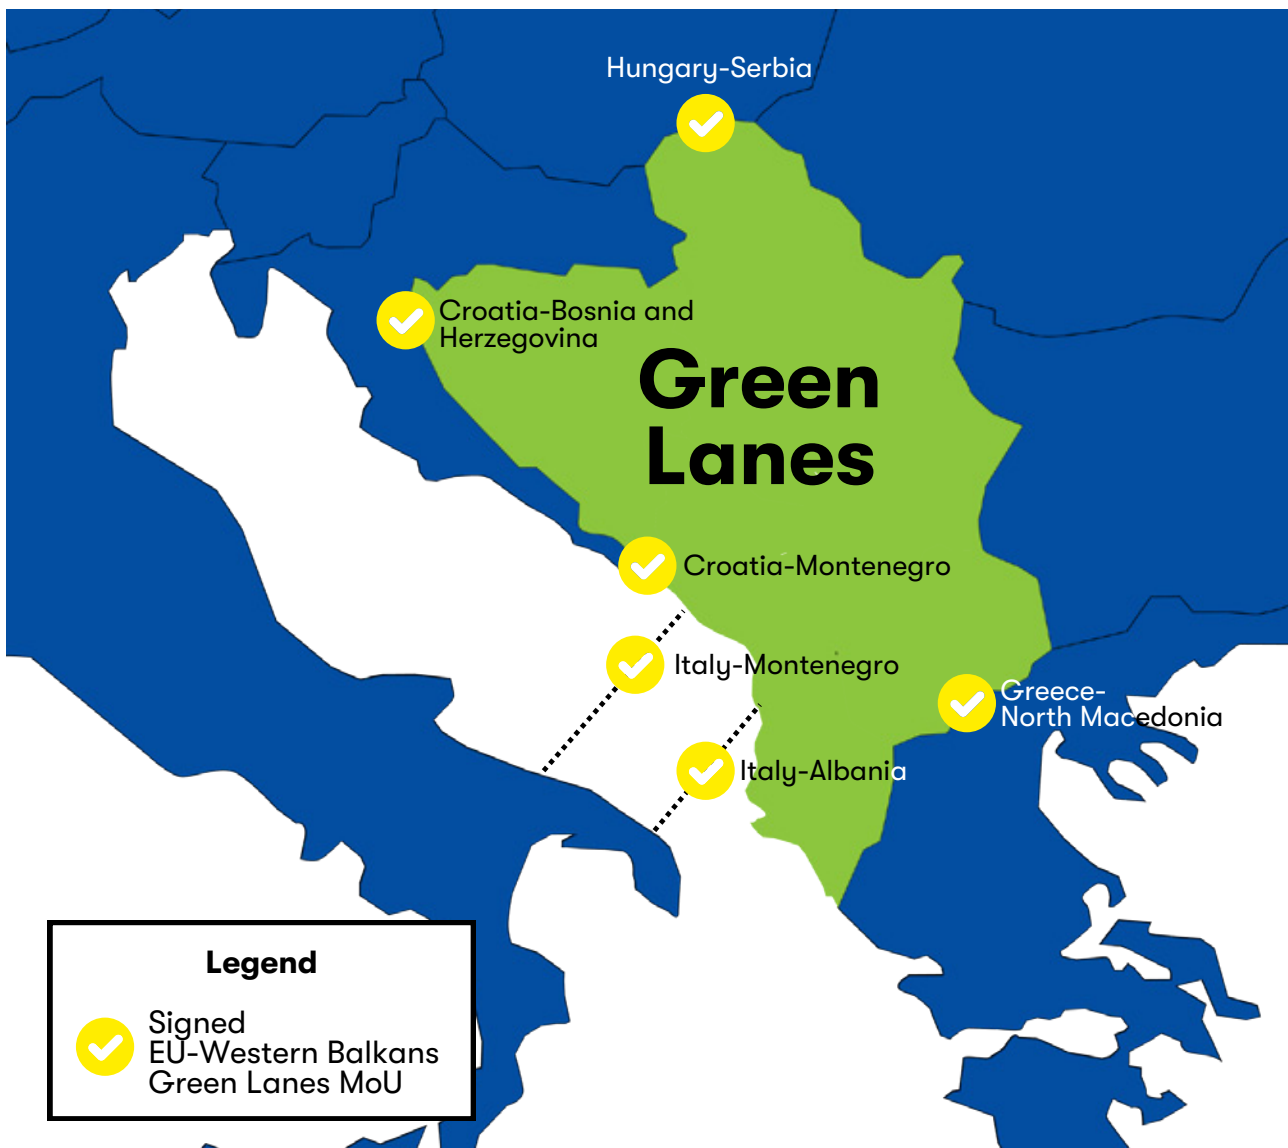 Hungary-Serbia
Croatia-Bosnia and
Herzegovina
Green
Lanes
Croatia-Montenegro
Italy-Montenegro
Greece-
North Macedonia
Italy-Albania
Legend
Signed
EU-Western Balkans
Green Lanes MoU